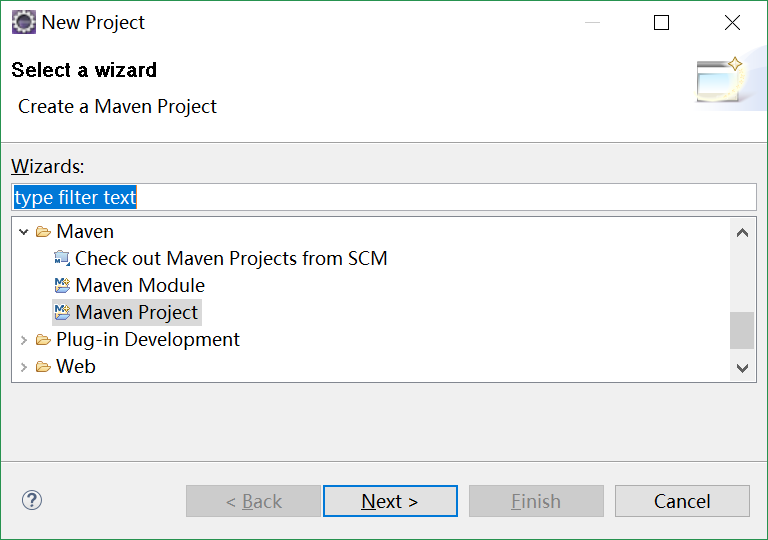 New Project
Select a wizard
Create a Maven Project
Wizards:
type filter text
Maven
Check out Maven Projects from SCM
Maven Module
Maven Project
Plug-in Development
Web
?
< Back Next > Finish Cancel